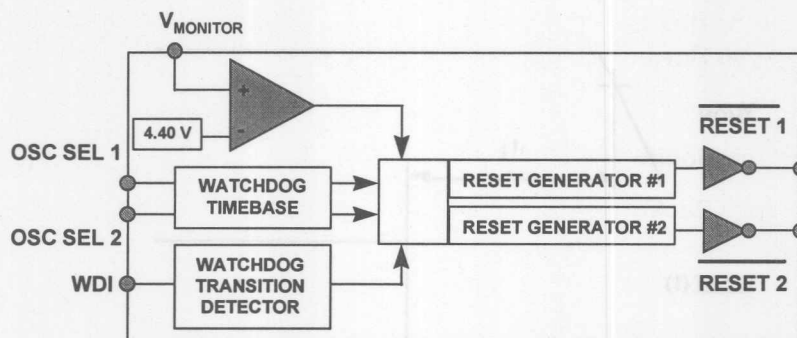 VMONITOR
+
4.40 V
-
RESET 1
OSC SEL 1
WATCHDOG
TIMEBASE
RESET GENERATOR #1
OSC SEL 2
RESET GENERATOR #2
WDI
WATCHDOG
TRANSITION
DETECTOR
RESET 2